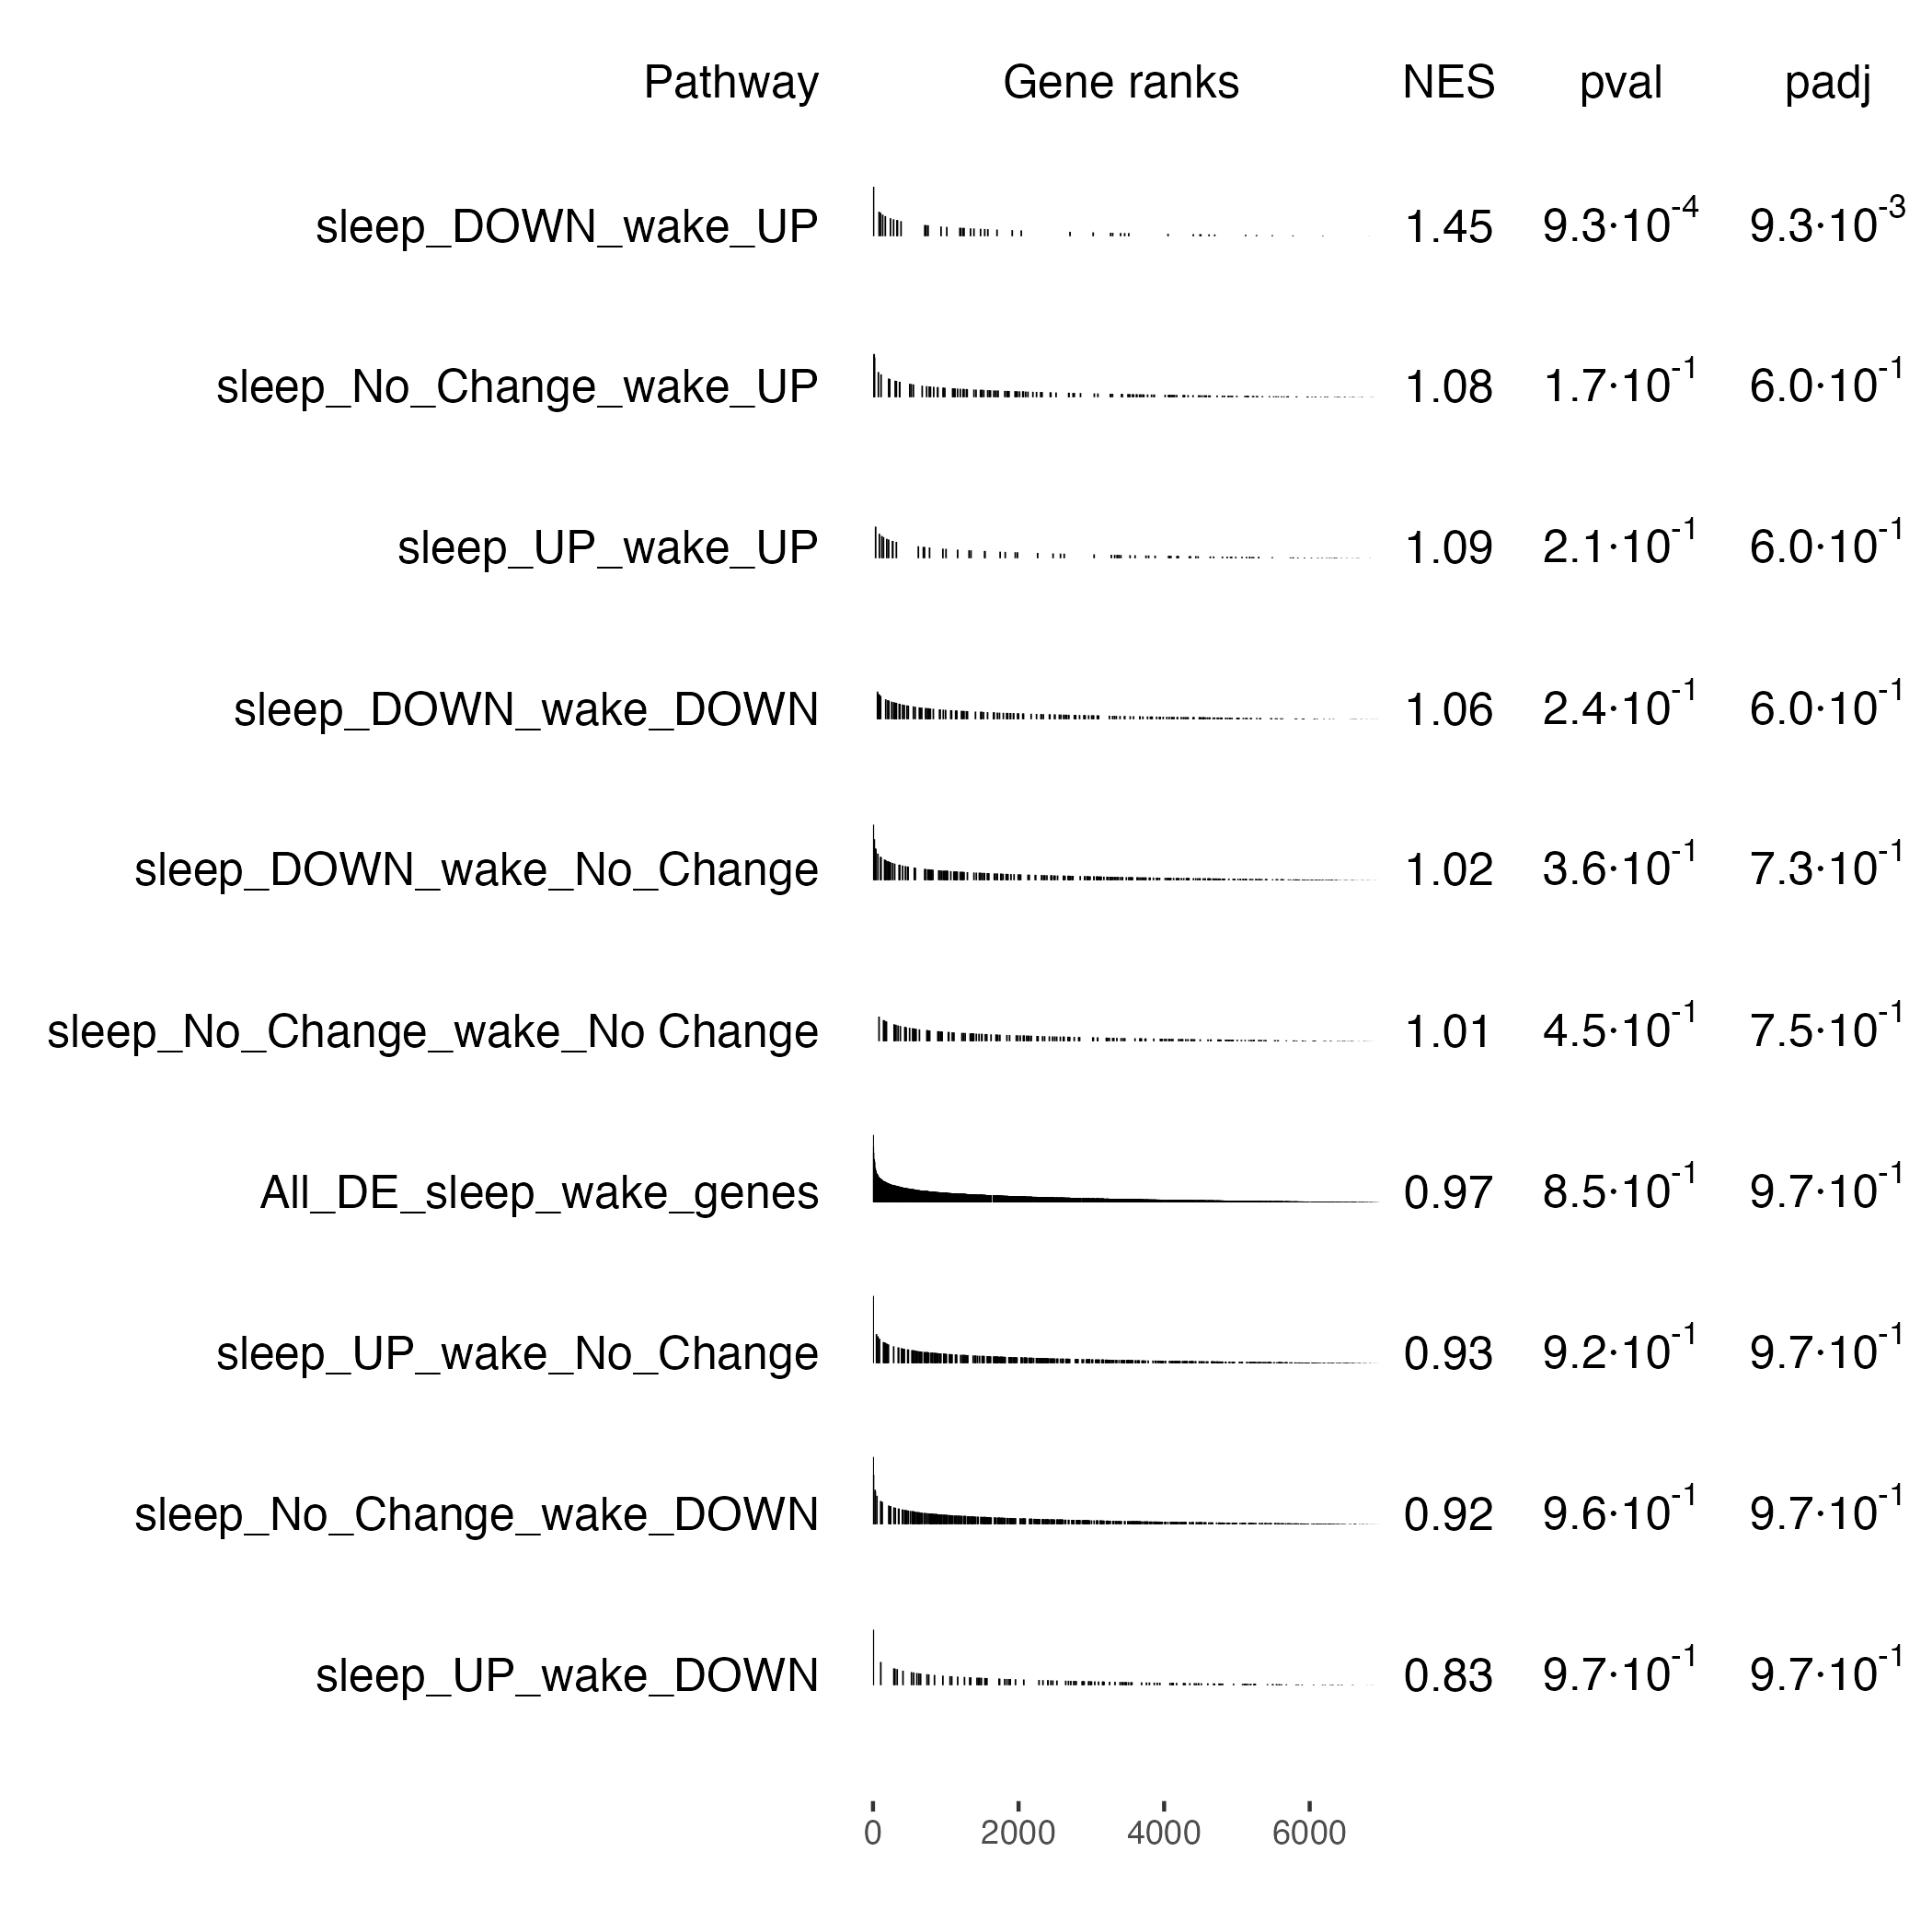 Pathway Gene ranks NES pval padj
sleep_DOWN_wake_UP 1.45 9.3·10⁻⁴ 9.3·10⁻³
sleep_No_Change_wake_UP 1.08 1.7·10⁻¹ 6.0·10⁻¹
sleep_UP_wake_UP 1.09 2.1·10⁻¹ 6.0·10⁻¹
sleep_DOWN_wake_DOWN 1.06 2.4·10⁻¹ 6.0·10⁻¹
sleep_DOWN_wake_No_Change 1.02 3.6·10⁻¹ 7.3·10⁻¹
sleep_No_Change_wake_No Change 1.01 4.5·10⁻¹ 7.5·10⁻¹
All_DE_sleep_wake_genes 0.97 8.5·10⁻¹ 9.7·10⁻¹
sleep_UP_wake_No_Change 0.93 9.2·10⁻¹ 9.7·10⁻¹
sleep_No_Change_wake_DOWN 0.92 9.6·10⁻¹ 9.7·10⁻¹
sleep_UP_wake_DOWN 0.83 9.7·10⁻¹ 9.7·10⁻¹
0 2000 4000 6000